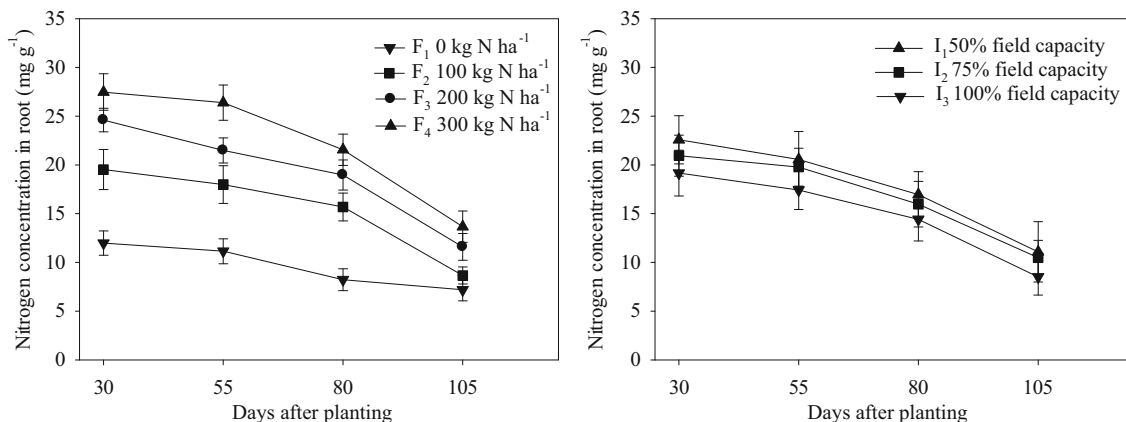 Nitrogen concentration in root (mg g⁻¹)
35
30
25
20
15
10
5
0
F₁ 0 kg N ha⁻¹
F₂ 100 kg N ha⁻¹
F₃ 200 kg N ha⁻¹
F₄ 300 kg N ha⁻¹
30 55 80 105
Days after planting
Nitrogen concentration in root (mg g⁻¹)
35
30
25
20
15
10
5
0
I₁50% field capacity
I₂ 75% field capacity
I₃ 100% field capacity
30 55 80 105
Days after planting